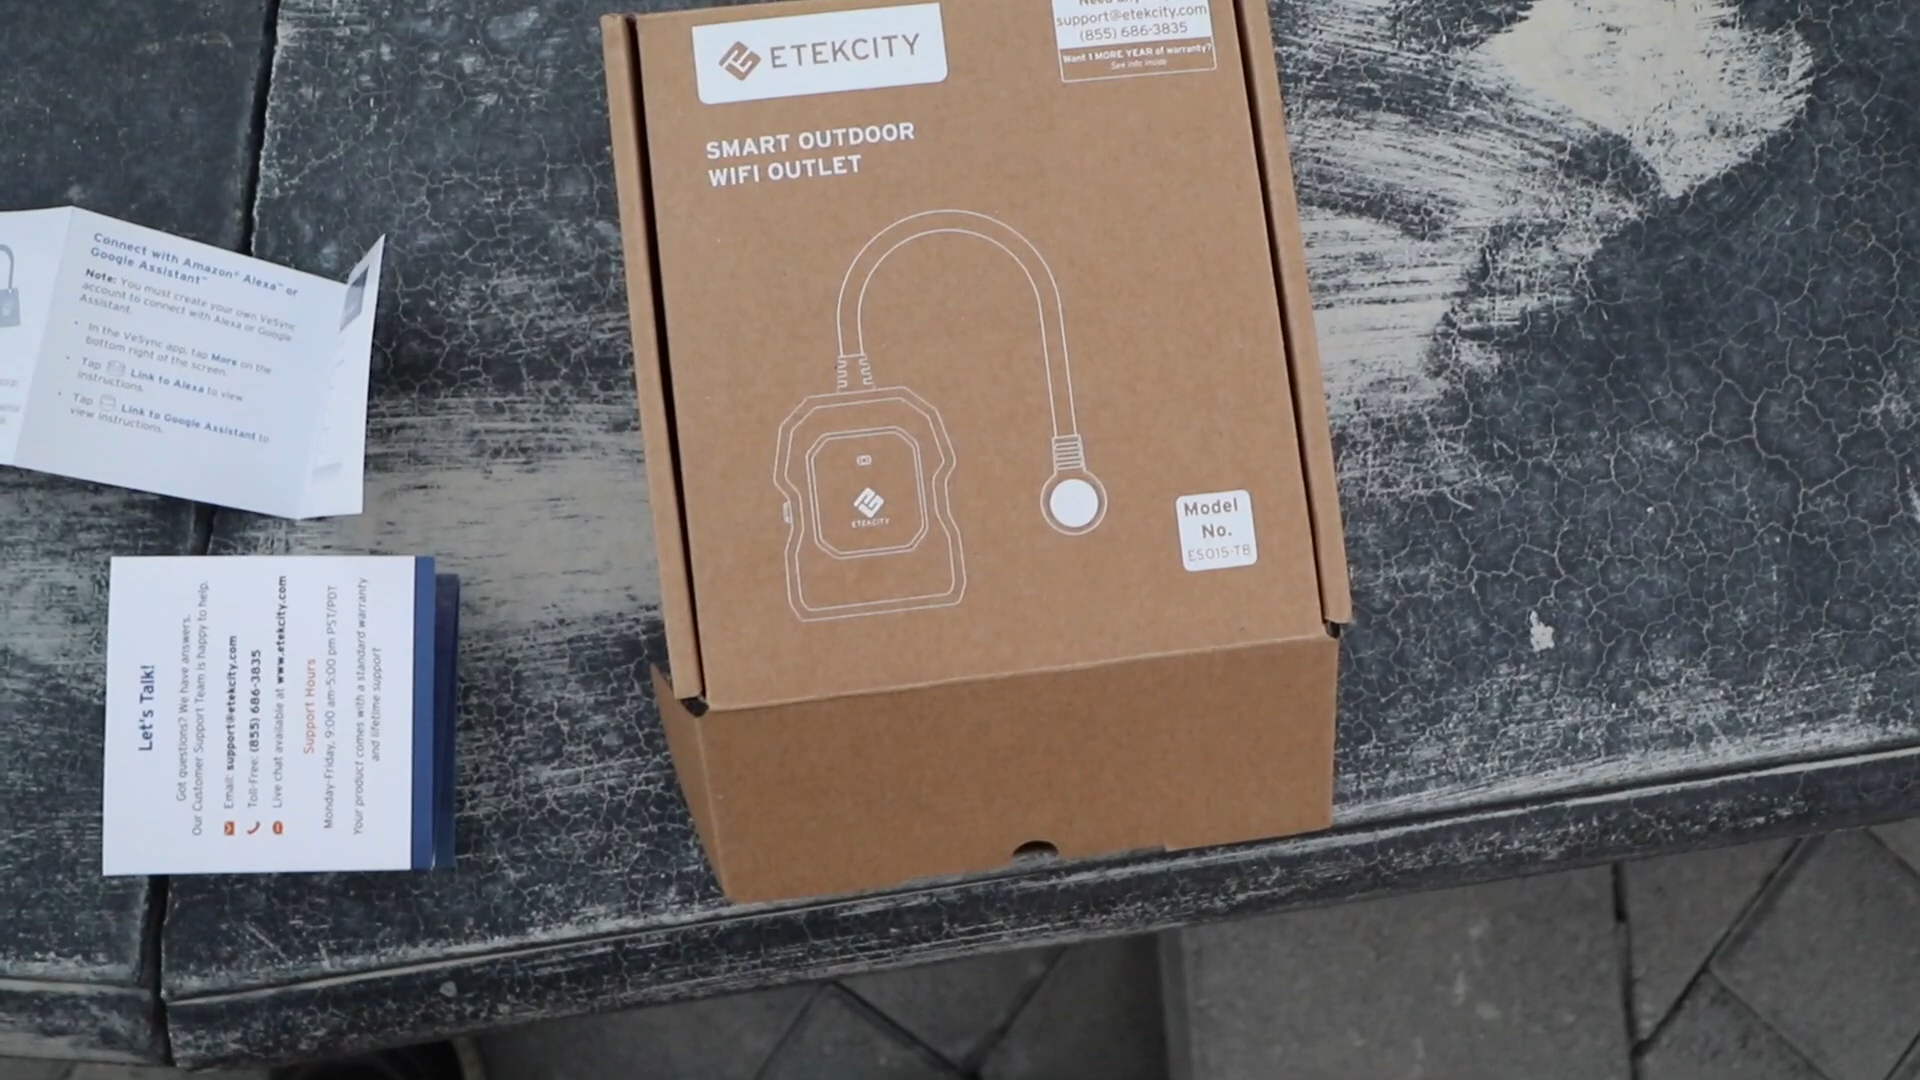 ETEKCITY
support@etekcity.com
(855) 686-3835
Want 1 MORE YEAR of warranty?
See info inside
SMART OUTDOOR
WIFI OUTLET
ETEKCITY
Model
No.
ESO15-TB
Connect with Amazon® Alexa™ or
Google Assistant™
Note: You must create your own VeSync
account to connect with Alexa or Google
Assistant.
• In the VeSync app, tap More on the
bottom right of the screen.
• Tap Link to Alexa to view
instructions.
• Tap Link to Google Assistant to
view instructions.
Let's Talk!
Got questions? We have answers.
Our Customer Support Team is happy to help.
Email: support@etekcity.com
Toll-Free: (855) 686-3835
Live chat available at www.etekcity.com
Support Hours
Monday-Friday, 9:00 am-5:00 pm PST/PDT
Your product comes with a standard warranty
and lifetime support